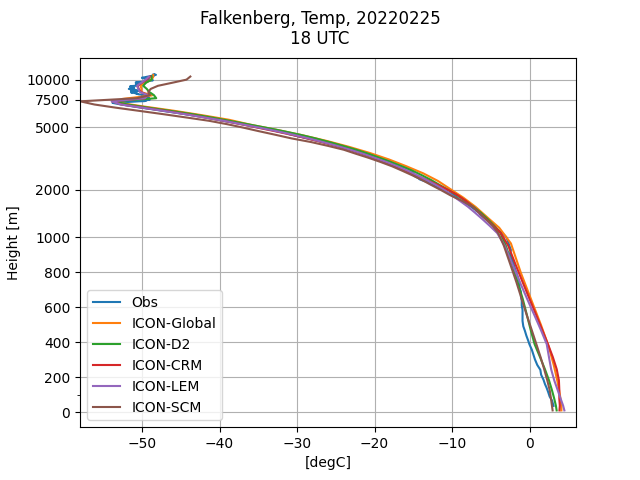 Falkenberg, Temp, 20220225
18 UTC
10000
7500
5000
2000
1000
800
600
400
200
0
Height [m]
Obs
ICON-Global
ICON-D2
ICON-CRM
ICON-LEM
ICON-SCM
−50
−40
−30
−20
−10
0
[degC]